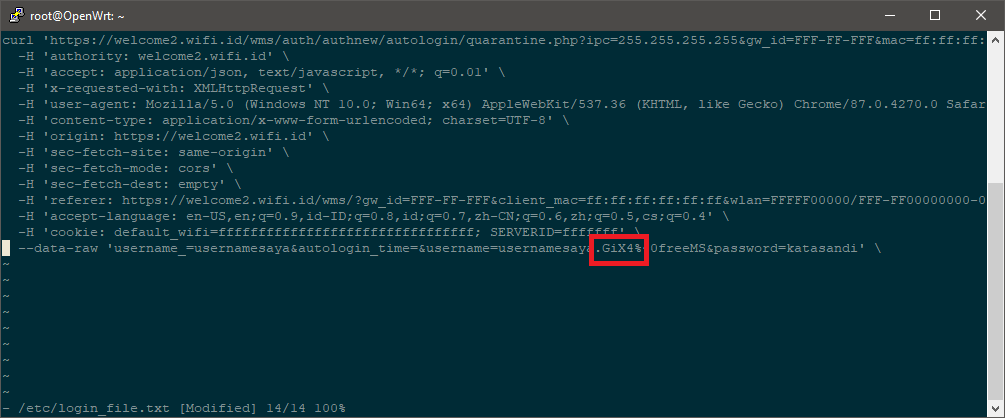 root@OpenWrt: ~
curl 'https://welcome2.wifi.id/wms/auth/authnew/autologin/quarantine.php?ipc=255.255.255.255&gw_id=FFF-FF-FFF&mac=ff:ff:ff:
-H 'authority: welcome2.wifi.id' \
-H 'accept: application/json, text/javascript, */*; q=0.01' \
-H 'x-requested-with: XMLHttpRequest' \
-H 'user-agent: Mozilla/5.0 (Windows NT 10.0; Win64; x64) AppleWebKit/537.36 (KHTML, like Gecko) Chrome/87.0.4270.0 Safar
-H 'content-type: application/x-www-form-urlencoded; charset=UTF-8' \
-H 'origin: https://welcome2.wifi.id' \
-H 'sec-fetch-site: same-origin' \
-H 'sec-fetch-mode: cors' \
-H 'sec-fetch-dest: empty' \
-H 'referer: https://welcome2.wifi.id/wms/?gw_id=FFF-FF-FFF&client_mac=ff:ff:ff:ff:ff:ff&wlan=FFFFF00000/FFF-FF00000000-0
-H 'accept-language: en-US,en;q=0.9,id-ID;q=0.8,id;q=0.7,zh-CN;q=0.6,zh;q=0.5,cs;q=0.4' \
-H 'cookie: default_wifi=ffffffffffffffffffffffffffffffffff; SERVERID=fffffff' \
--data-raw 'username_=usernamesaya&autologin_time=&username=usernamesaya.GiX4%0freeMS&password=katasandi' \
~
~
~
~
~
~
~
~
~
- /etc/login_file.txt [Modified] 14/14 100%